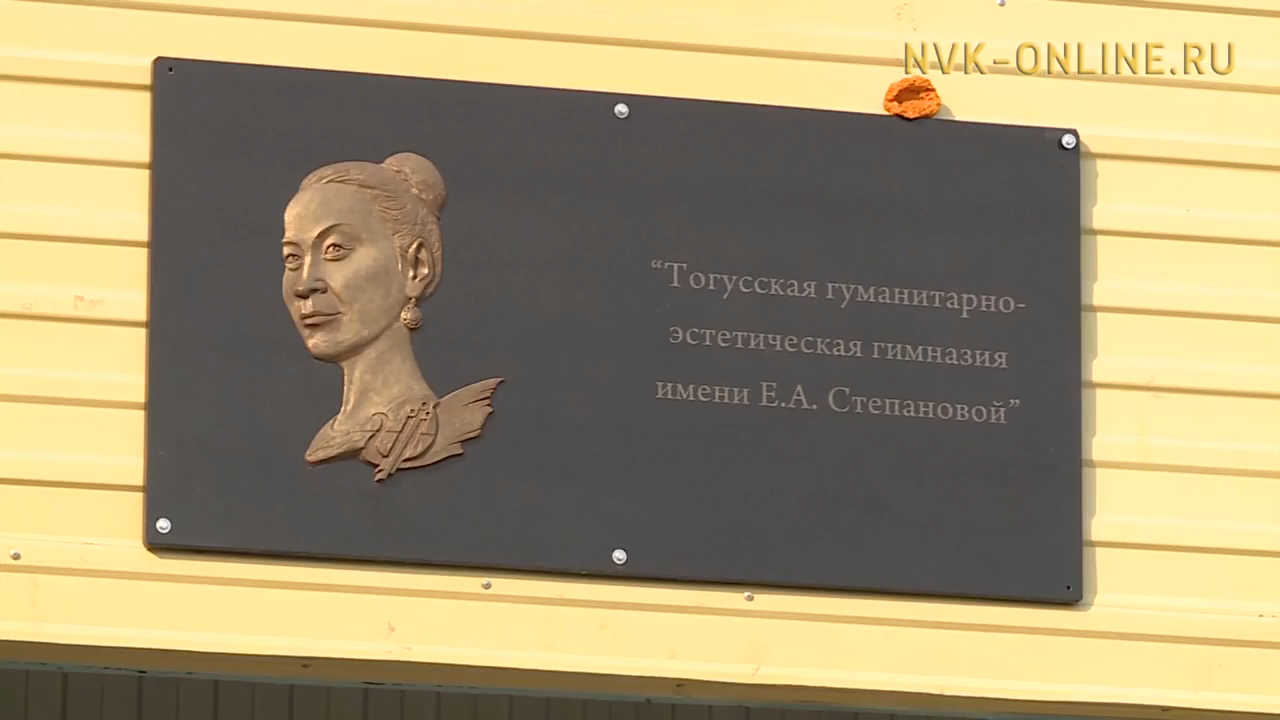 NVK-ONLINE.RU
“Тогусская гуманитарно-
эстетическая гимназия
имени Е.А. Степановой”